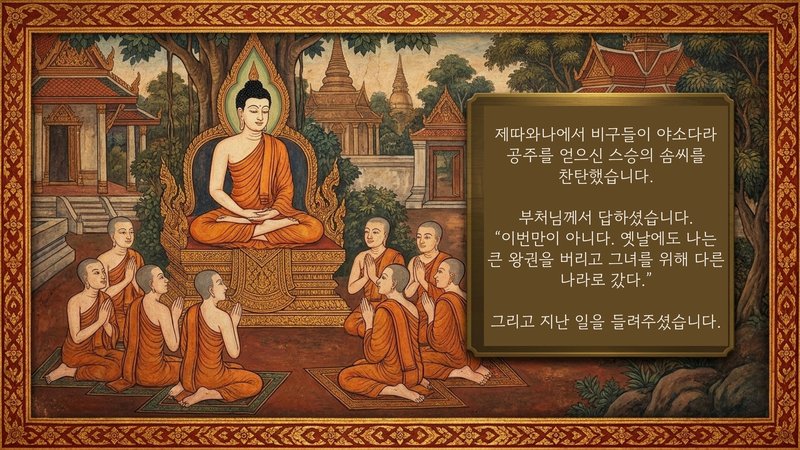 제따와나에서 비구들이 야소다라
공주를 얻으신 스승의 솜씨를
찬탄했습니다.
부처님께서 답하셨습니다.
“이번만이 아니다. 옛날에도 나는
큰 왕권을 버리고 그녀를 위해 다른
나라로 갔다.”
그리고 지난 일을 들려주셨습니다.